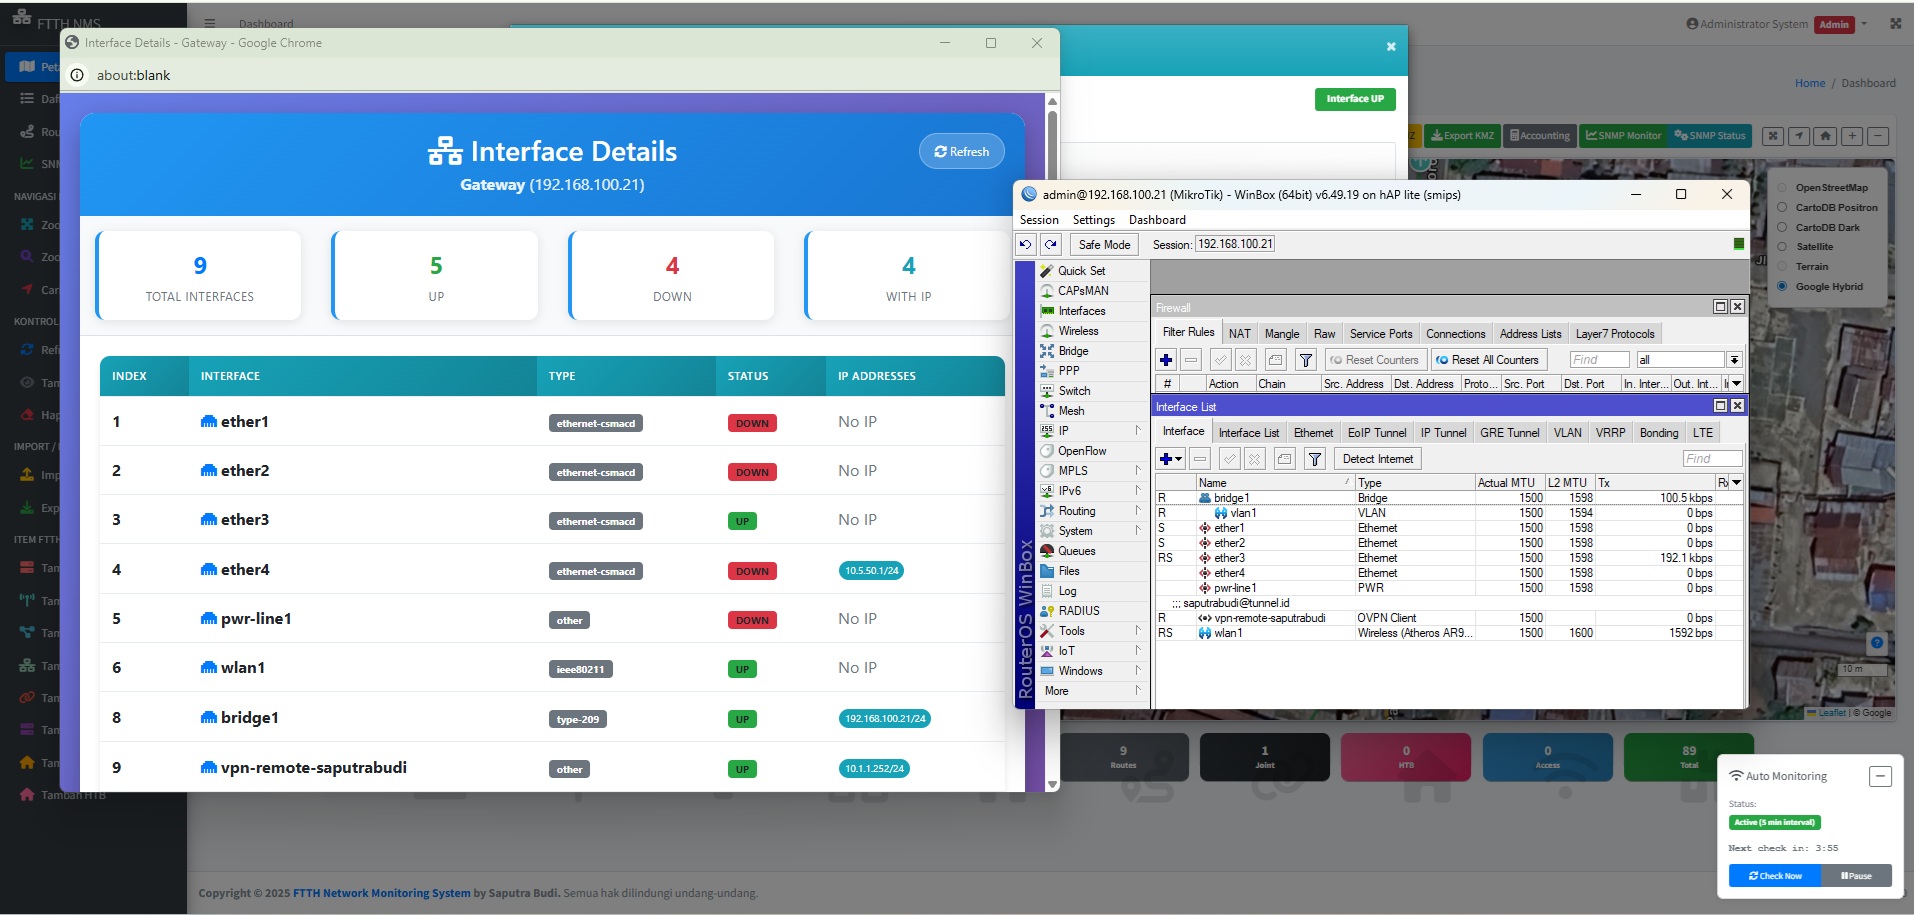 FTTH NMS
Dashboard
Administrator System Admin
Interface Details - Gateway - Google Chrome
about:blank
Interface Details
Gateway (192.168.100.21)
Refresh
9
TOTAL INTERFACES
5
UP
4
DOWN
4
WITH IP
INDEX INTERFACE TYPE STATUS IP ADDRESSES
1 ether1 ethernet-csmacd DOWN No IP
2 ether2 ethernet-csmacd DOWN No IP
3 ether3 ethernet-csmacd UP No IP
4 ether4 ethernet-csmacd DOWN 10.5.50.1/24
5 pwr-line1 other DOWN No IP
6 wlan1 ieee80211 UP No IP
8 bridge1 type-209 UP 192.168.100.21/24
9 vpn-remote-saputrabudi other UP 10.1.1.252/24
NAVIGASI
KONTROL
ITEM FTTH
Tambah HTB
Interface UP
Home / Dashboard
Export KMZ Accounting SNMP Monitor SNMP Status
OpenStreetMap
CartoDB Positron
CartoDB Dark
Satellite
Terrain
Google Hybrid
10 m
Leaflet | © Google
admin@192.168.100.21 (MikroTik) - WinBox (64bit) v6.49.19 on hAP lite (smips)
Session Settings Dashboard
Safe Mode Session: 192.168.100.21
RouterOS WinBox
Quick Set
CAPsMAN
Interfaces
Wireless
Bridge
PPP
Switch
Mesh
IP
OpenFlow
MPLS
IPv6
Routing
System
Queues
Files
Log
RADIUS
Tools
IoT
Windows
More
Firewall
Filter Rules NAT Mangle Raw Service Ports Connections Address Lists Layer7 Protocols
Reset Counters Reset All Counters Find all
# Action Chain Src. Address Dst. Address Proto... Src. Port Dst. Port In. Inter... Out. Int...
Interface List
Interface Interface List Ethernet EoIP Tunnel IP Tunnel GRE Tunnel VLAN VRRP Bonding LTE
Detect Internet Find
Name Type Actual MTU L2 MTU Tx
R bridge1 Bridge 1500 1598 100.5 kbps
R vlan1 VLAN 1500 1594 0 bps
S ether1 Ethernet 1500 1598 0 bps
S ether2 Ethernet 1500 1598 0 bps
RS ether3 Ethernet 1500 1598 192.1 kbps
ether4 Ethernet 1500 1598 0 bps
pwr-line1 PWR 1500 1598 0 bps
;;; saputrabudi@tunnel.id
R vpn-remote-saputrabudi OVPN Client 1500 0 bps
RS wlan1 Wireless (Atheros AR9... 1500 1600 1592 bps
9
Routes
1
Joint
0
HTB
0
Access
89
Total
Auto Monitoring
Status:
Active (5 min interval)
Next check in: 3:55
Check Now Pause
Copyright © 2025 FTTH Network Monitoring System by Saputra Budi. Semua hak dilindungi undang-undang.